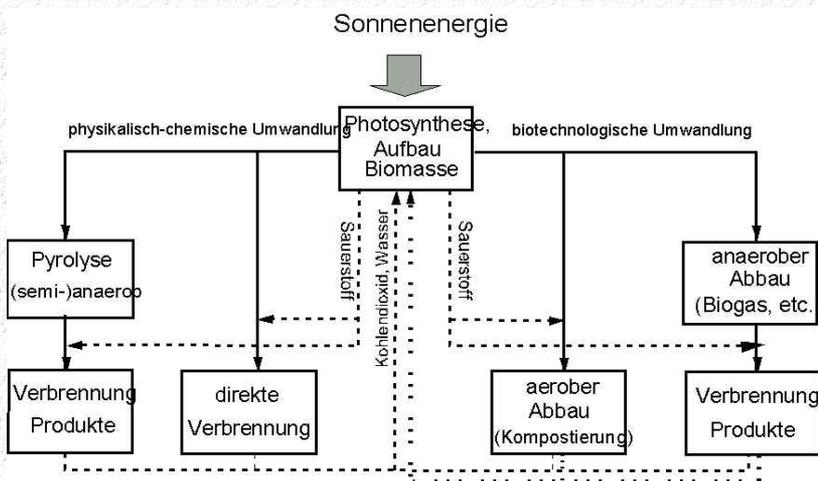 Sonnenenergie
physikalisch-chemische Umwandlung
Photosynthese,
Aufbau
Biomasse
biotechnologische Umwandlung
Sauerstoff
Kohlendioxid, Wasser
Sauerstoff
Pyrolyse
(semi-)anaerob
anaerober
Abbau
(Biogas, etc.
Verbrennung
Produkte
direkte
Verbrennung
aerober
Abbau
(Kompostierung)
Verbrennung
Produkte